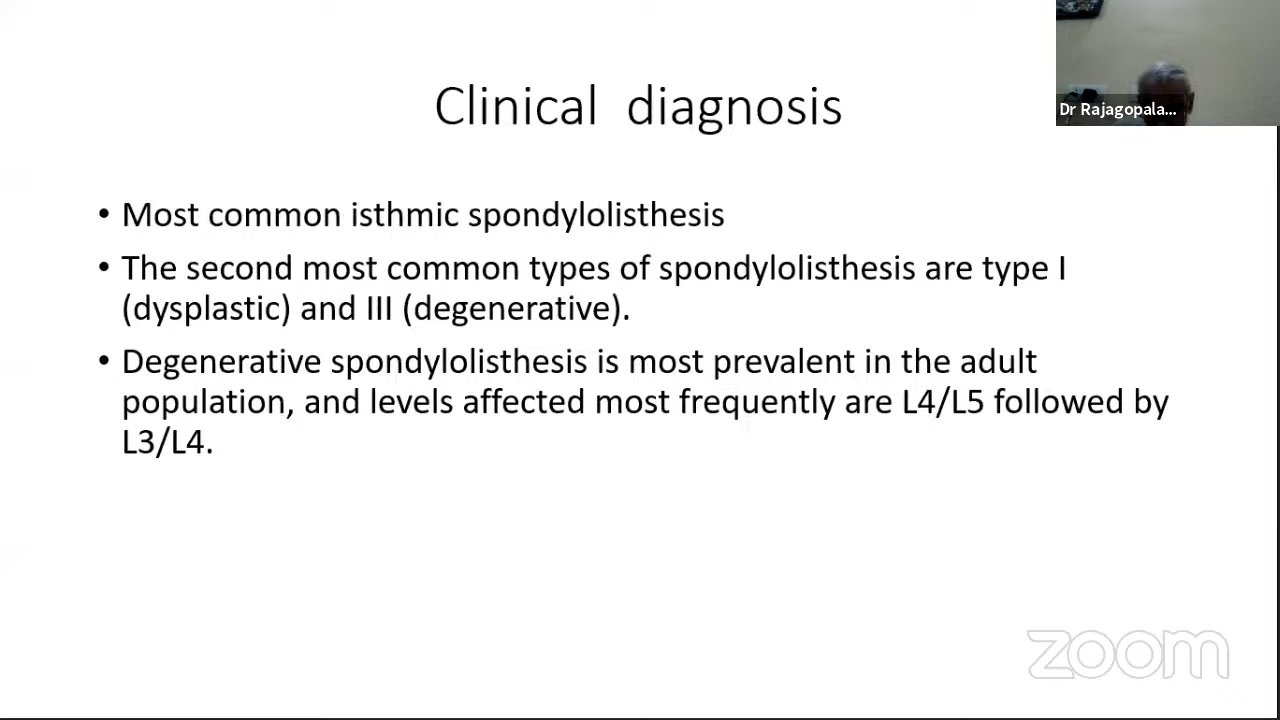 Clinical diagnosis
Dr Rajagopala...
• Most common isthmic spondylolisthesis
• The second most common types of spondylolisthesis are type I
(dysplastic) and III (degenerative).
• Degenerative spondylolisthesis is most prevalent in the adult
population, and levels affected most frequently are L4/L5 followed by
L3/L4.
zoom